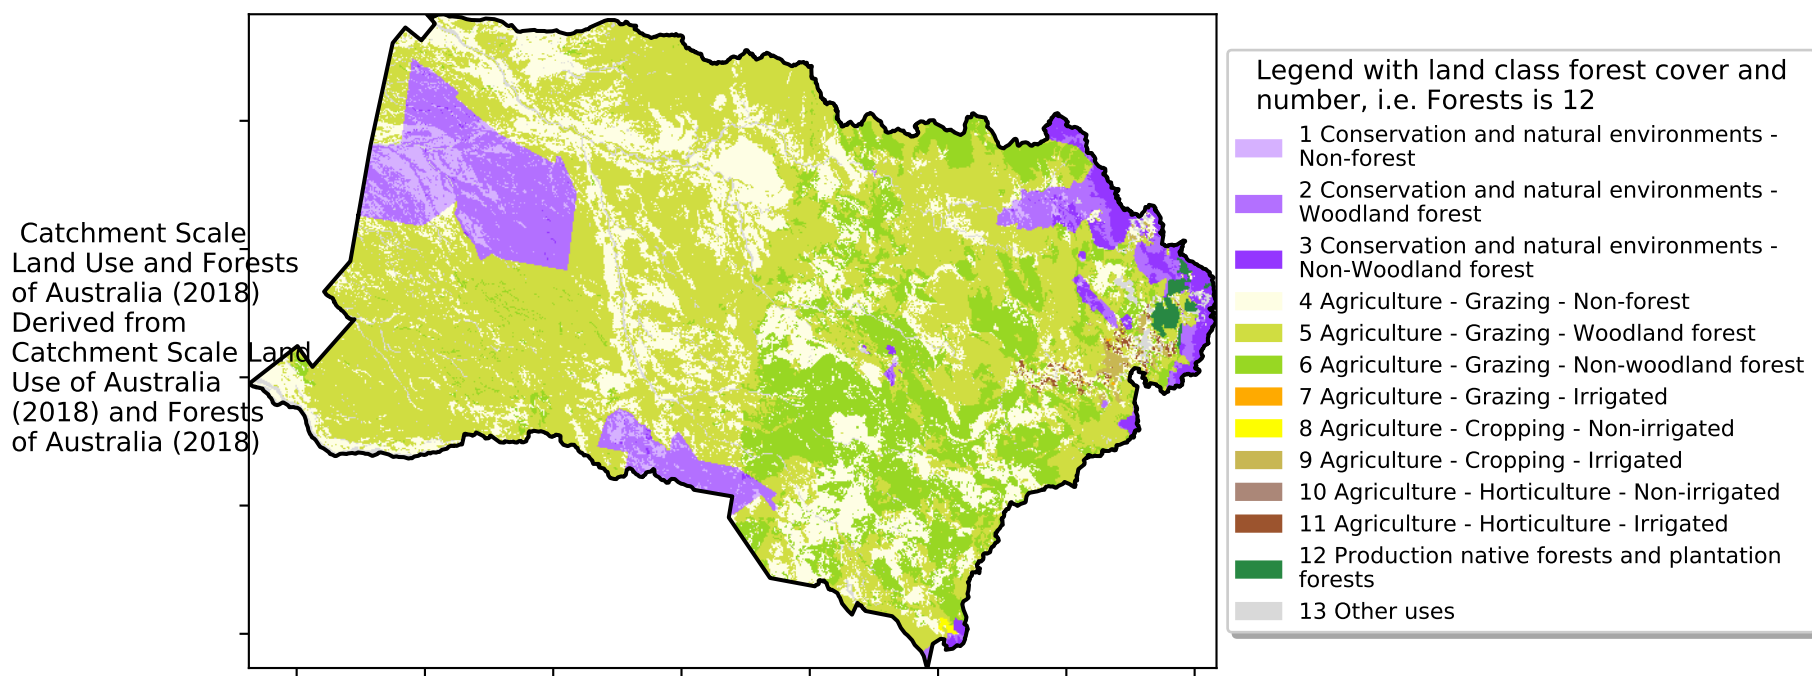 Catchment Scale
Land Use and Forests
of Australia (2018)
Derived from
Catchment Scale Land
Use of Australia
(2018) and Forests
of Australia (2018)
Legend with land class forest cover and
number, i.e. Forests is 12
1 Conservation and natural environments -
Non-forest
2 Conservation and natural environments -
Woodland forest
3 Conservation and natural environments -
Non-Woodland forest
4 Agriculture - Grazing - Non-forest
5 Agriculture - Grazing - Woodland forest
6 Agriculture - Grazing - Non-woodland forest
7 Agriculture - Grazing - Irrigated
8 Agriculture - Cropping - Non-irrigated
9 Agriculture - Cropping - Irrigated
10 Agriculture - Horticulture - Non-irrigated
11 Agriculture - Horticulture - Irrigated
12 Production native forests and plantation
forests
13 Other uses